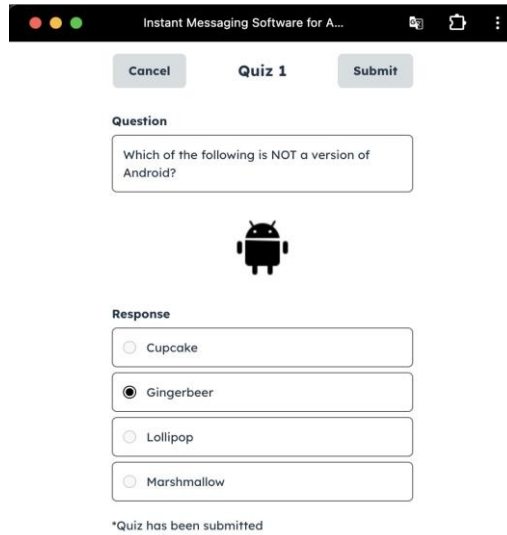 Instant Messaging Software for A...
Cancel
Quiz 1
Submit
Question
Which of the following is NOT a version of
Android?
Response
Cupcake
Gingerbeer
Lollipop
Marshmallow
*Quiz has been submitted